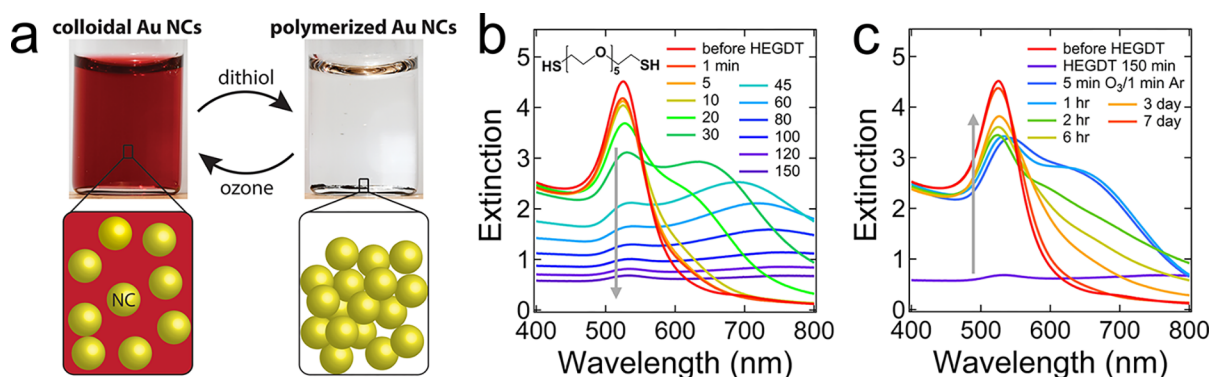 a
colloidal Au NCs
polymerized Au NCs
dithiol
ozone
NC
b
HS
O
5
SH
before HEGDT
1 min
5
10
20
30
45
60
80
100
120
150
Extinction
5
4
3
2
1
0
400
500
600
700
800
Wavelength (nm)
c
before HEGDT
HEGDT 150 min
5 min O3/1 min Ar
1 hr
2 hr
6 hr
3 day
7 day
Extinction
5
4
3
2
1
0
400
500
600
700
800
Wavelength (nm)